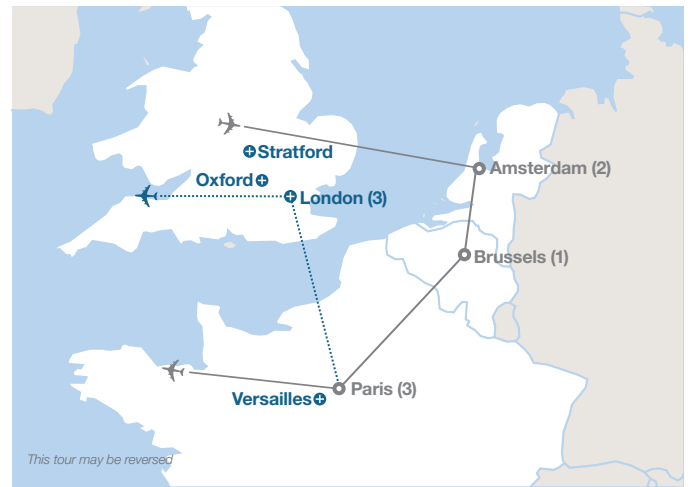 Stratford
Amsterdam (2)
Oxford
London (3)
Brussels (1)
Paris (3)
Versailles
This tour may be reversed